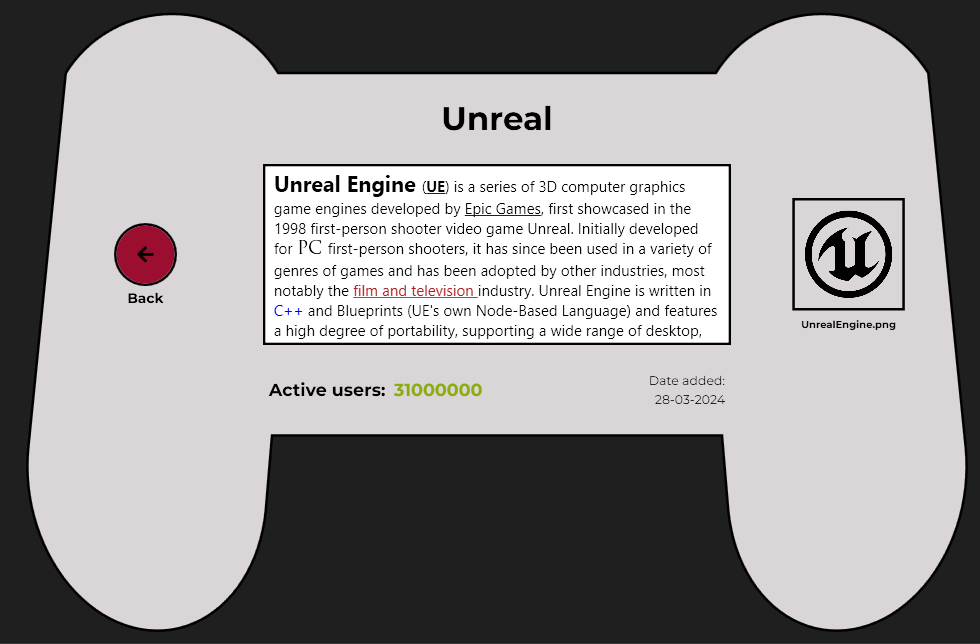 Unreal
Unreal Engine (UE) is a series of 3D computer graphics
game engines developed by Epic Games, first showcased in the
1998 first-person shooter video game Unreal. Initially developed
for PC first-person shooters, it has since been used in a variety of
genres of games and has been adopted by other industries, most
notably the film and television industry. Unreal Engine is written in
C++ and Blueprints (UE's own Node-Based Language) and features
a high degree of portability, supporting a wide range of desktop,
Back
UnrealEngine.png
Active users: 31000000
Date added:
28-03-2024